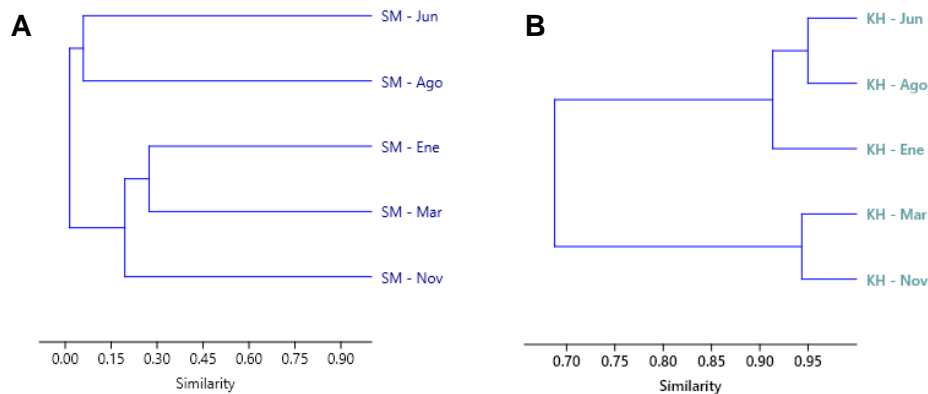 A
SM - Jun
SM - Ago
SM - Ene
SM - Mar
SM - Nov
0.00 0.15 0.30 0.45 0.60 0.75 0.90
Similarity
B
KH - Jun
KH - Ago
KH - Ene
KH - Mar
KH - Nov
0.70 0.75 0.80 0.85 0.90 0.95
Similarity